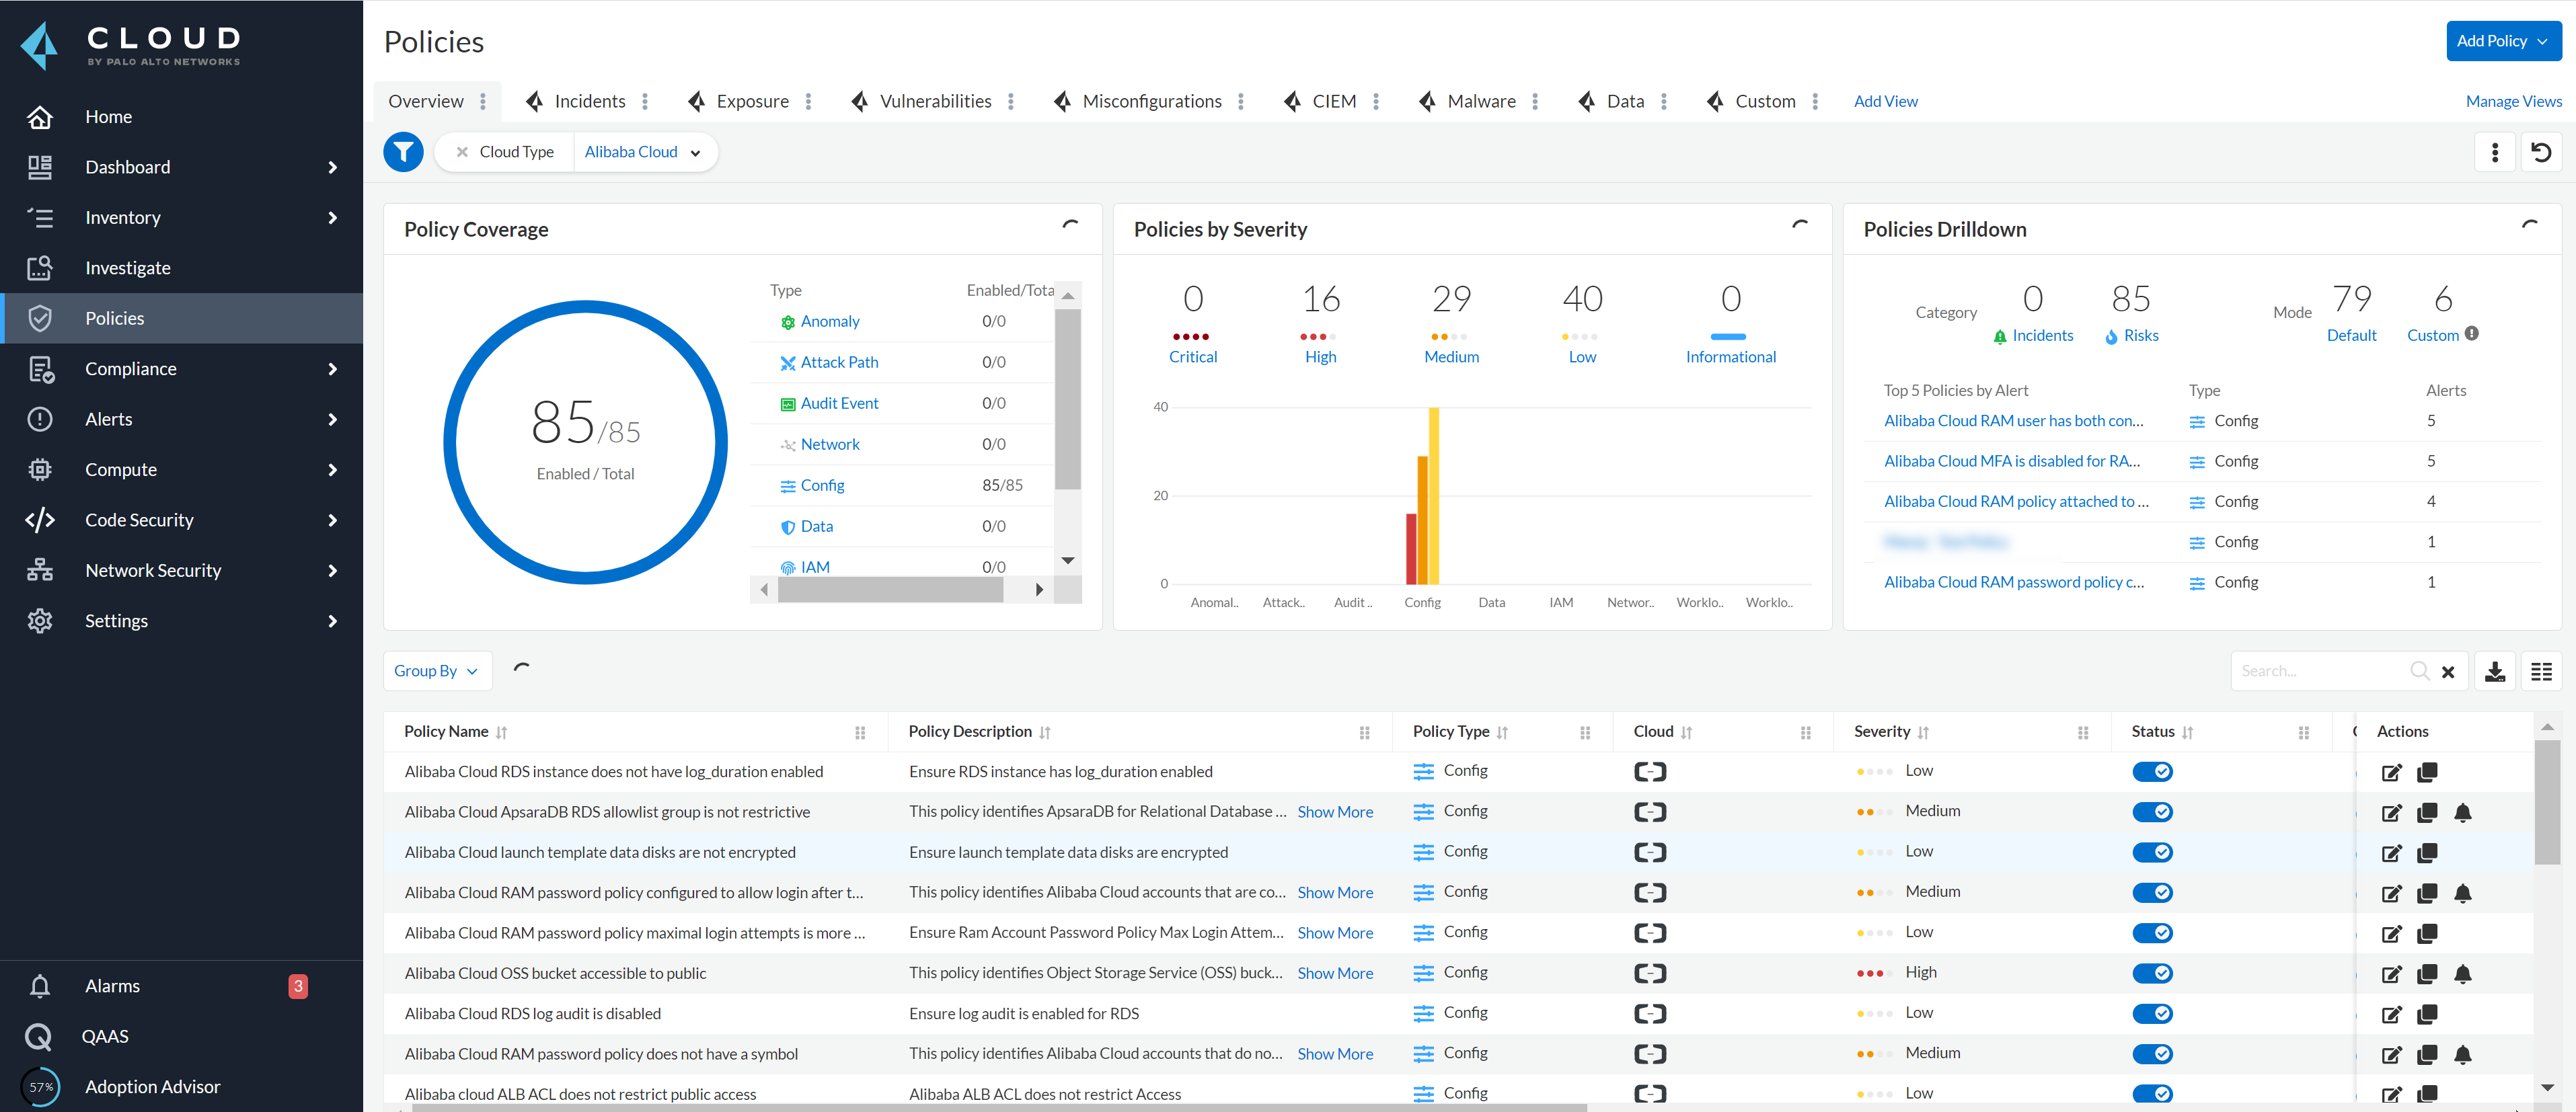 CLOUD
BY PALO ALTO NETWORKS
Home
Dashboard
Inventory
Investigate
Policies
Compliance
Alerts
Compute
Code Security
Network Security
Settings
Alarms 3
QAAS
57% Adoption Advisor
Policies
Add Policy
Overview Incidents Exposure Vulnerabilities Misconfigurations CIEM Malware Data Custom Add View Manage Views
Cloud Type Alibaba Cloud
Policy Coverage
85/85
Enabled / Total
Type Enabled/Tota
Anomaly 0/0
Attack Path 0/0
Audit Event 0/0
Network 0/0
Config 85/85
Data 0/0
IAM 0/0
Policies by Severity
0 16 29 40 0
Critical High Medium Low Informational
40
20
0
Anomal.. Attack.. Audit .. Config Data IAM Networ.. Worklo.. Worklo..
Policies Drilldown
Category 0 85 Mode 79 6
Incidents Risks Default Custom
Top 5 Policies by Alert Type Alerts
Alibaba Cloud RAM user has both con... Config 5
Alibaba Cloud MFA is disabled for RA... Config 5
Alibaba Cloud RAM policy attached to ... Config 4
Config 1
Alibaba Cloud RAM password policy c... Config 1
Group By Search...
Policy Name Policy Description Policy Type Cloud Severity Status Actions
Alibaba Cloud RDS instance does not have log_duration enabled Ensure RDS instance has log_duration enabled Config Low
Alibaba Cloud ApsaraDB RDS allowlist group is not restrictive This policy identifies ApsaraDB for Relational Database ... Show More Config Medium
Alibaba Cloud launch template data disks are not encrypted Ensure launch template data disks are encrypted Config Low
Alibaba Cloud RAM password policy configured to allow login after t... This policy identifies Alibaba Cloud accounts that are co... Show More Config Medium
Alibaba Cloud RAM password policy maximal login attempts is more ... Ensure Ram Account Password Policy Max Login Attem... Show More Config Low
Alibaba Cloud OSS bucket accessible to public This policy identifies Object Storage Service (OSS) buck... Show More Config High
Alibaba Cloud RDS log audit is disabled Ensure log audit is enabled for RDS Config Low
Alibaba Cloud RAM password policy does not have a symbol This policy identifies Alibaba Cloud accounts that do no... Show More Config Medium
Alibaba cloud ALB ACL does not restrict public access Alibaba ALB ACL does not restrict Access Config Low